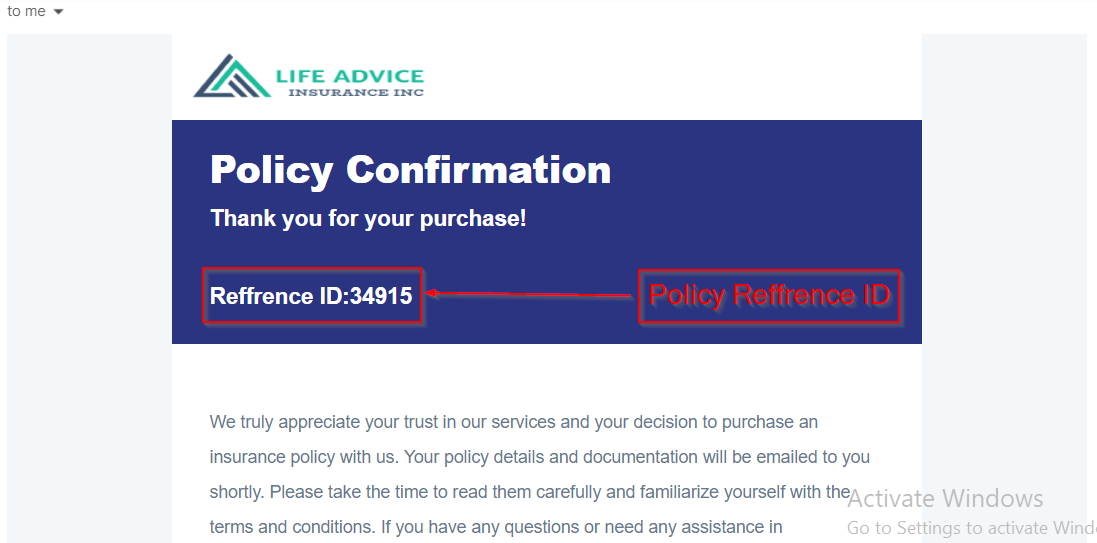 to me
LIFE ADVICE
INSURANCE INC
Policy Confirmation
Thank you for your purchase!
Reffrence ID:34915
Policy Reffrence ID
We truly appreciate your trust in our services and your decision to purchase an
insurance policy with us. Your policy details and documentation will be emailed to you
shortly. Please take the time to read them carefully and familiarize yourself with the
terms and conditions. If you have any questions or need any assistance in
Activate Windows
Go to Settings to activate Wind